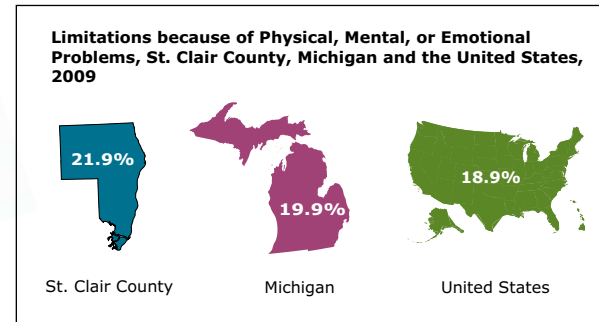 Limitations because of Physical, Mental, or Emotional
Problems, St. Clair County, Michigan and the United States,
2009
21.9%
19.9%
18.9%
St. Clair County
Michigan
United States